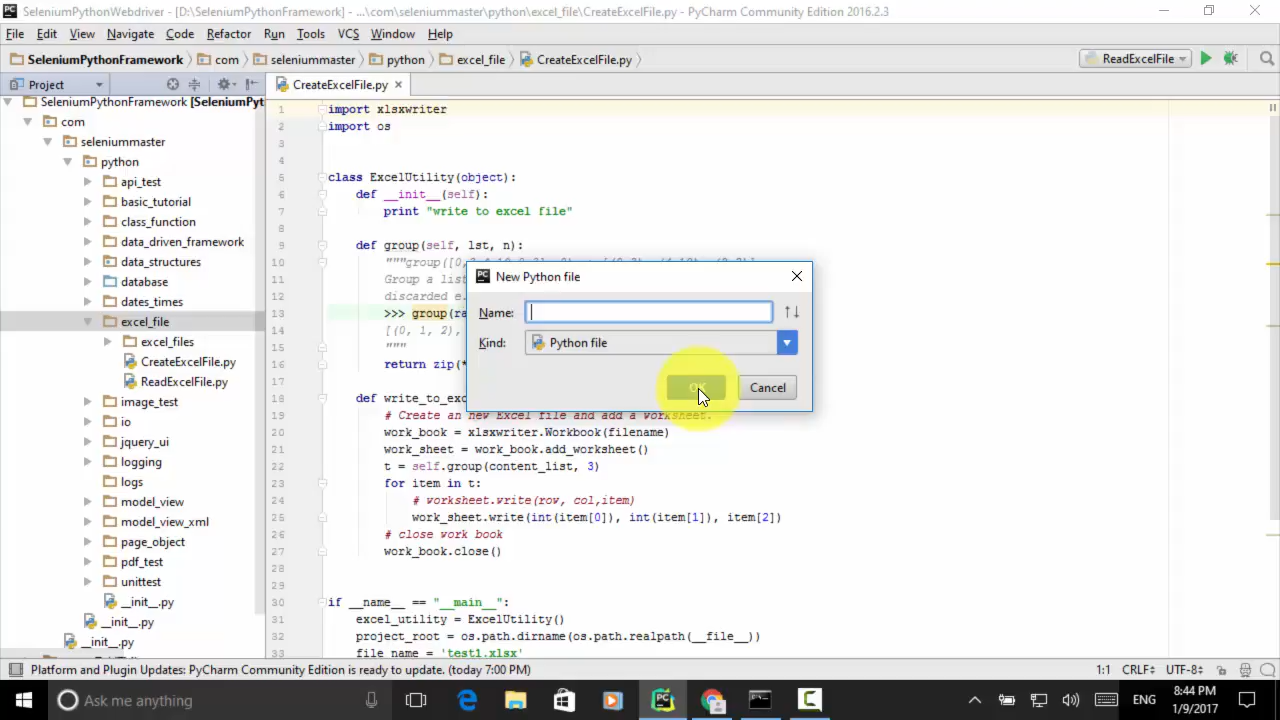 SeleniumPythonWebdriver - [D:\SeleniumPythonFramework] - ...\com\seleniummaster\python\excel_file\CreateExcelFile.py - PyCharm Community Edition 2016.2.3
File Edit View Navigate Code Refactor Run Tools VCS Window Help
SeleniumPythonFramework com seleniummaster python excel_file CreateExcelFile.py ReadExcelFile
Project
CreateExcelFile.py
SeleniumPythonFramework [SeleniumPyt
com
seleniummaster
python
api_test
basic_tutorial
class_function
data_driven_framework
data_structures
database
dates_times
excel_file
excel_files
CreateExcelFile.py
ReadExcelFile.py
image_test
io
jquery_ui
logging
logs
model_view
model_view_xml
page_object
pdf_test
unittest
__init__.py
__init__.py
__init__.py
1 import xlsxwriter
2 import os
3
4
5 class ExcelUtility(object):
6 def __init__(self):
7 print "write to excel file"
8
9 def group(self, lst, n):
10 """group([0,
11 Group a lis
12 discarded e
13 >>> group(ra
14 [(0, 1, 2),
15 """
16 return zip(*
17
18 def write_to_exc
19 # Create an new Excel file and add a worksheet.
20 work_book = xlsxwriter.Workbook(filename)
21 work_sheet = work_book.add_worksheet()
22 t = self.group(content_list, 3)
23 for item in t:
24 # worksheet.write(row, col,item)
25 work_sheet.write(int(item[0]), int(item[1]), item[2])
26 # close work book
27 work_book.close()
28
29
30 if __name__ == "__main__":
31 excel_utility = ExcelUtility()
32 project_root = os.path.dirname(os.path.realpath(__file__))
33 file_name = 'test1.xlsx'
New Python file
Name:
Kind: Python file
OK Cancel
Platform and Plugin Updates: PyCharm Community Edition is ready to update. (today 7:00 PM) 1:1 CRLF UTF-8
Ask me anything
ENG
8:44 PM
1/9/2017